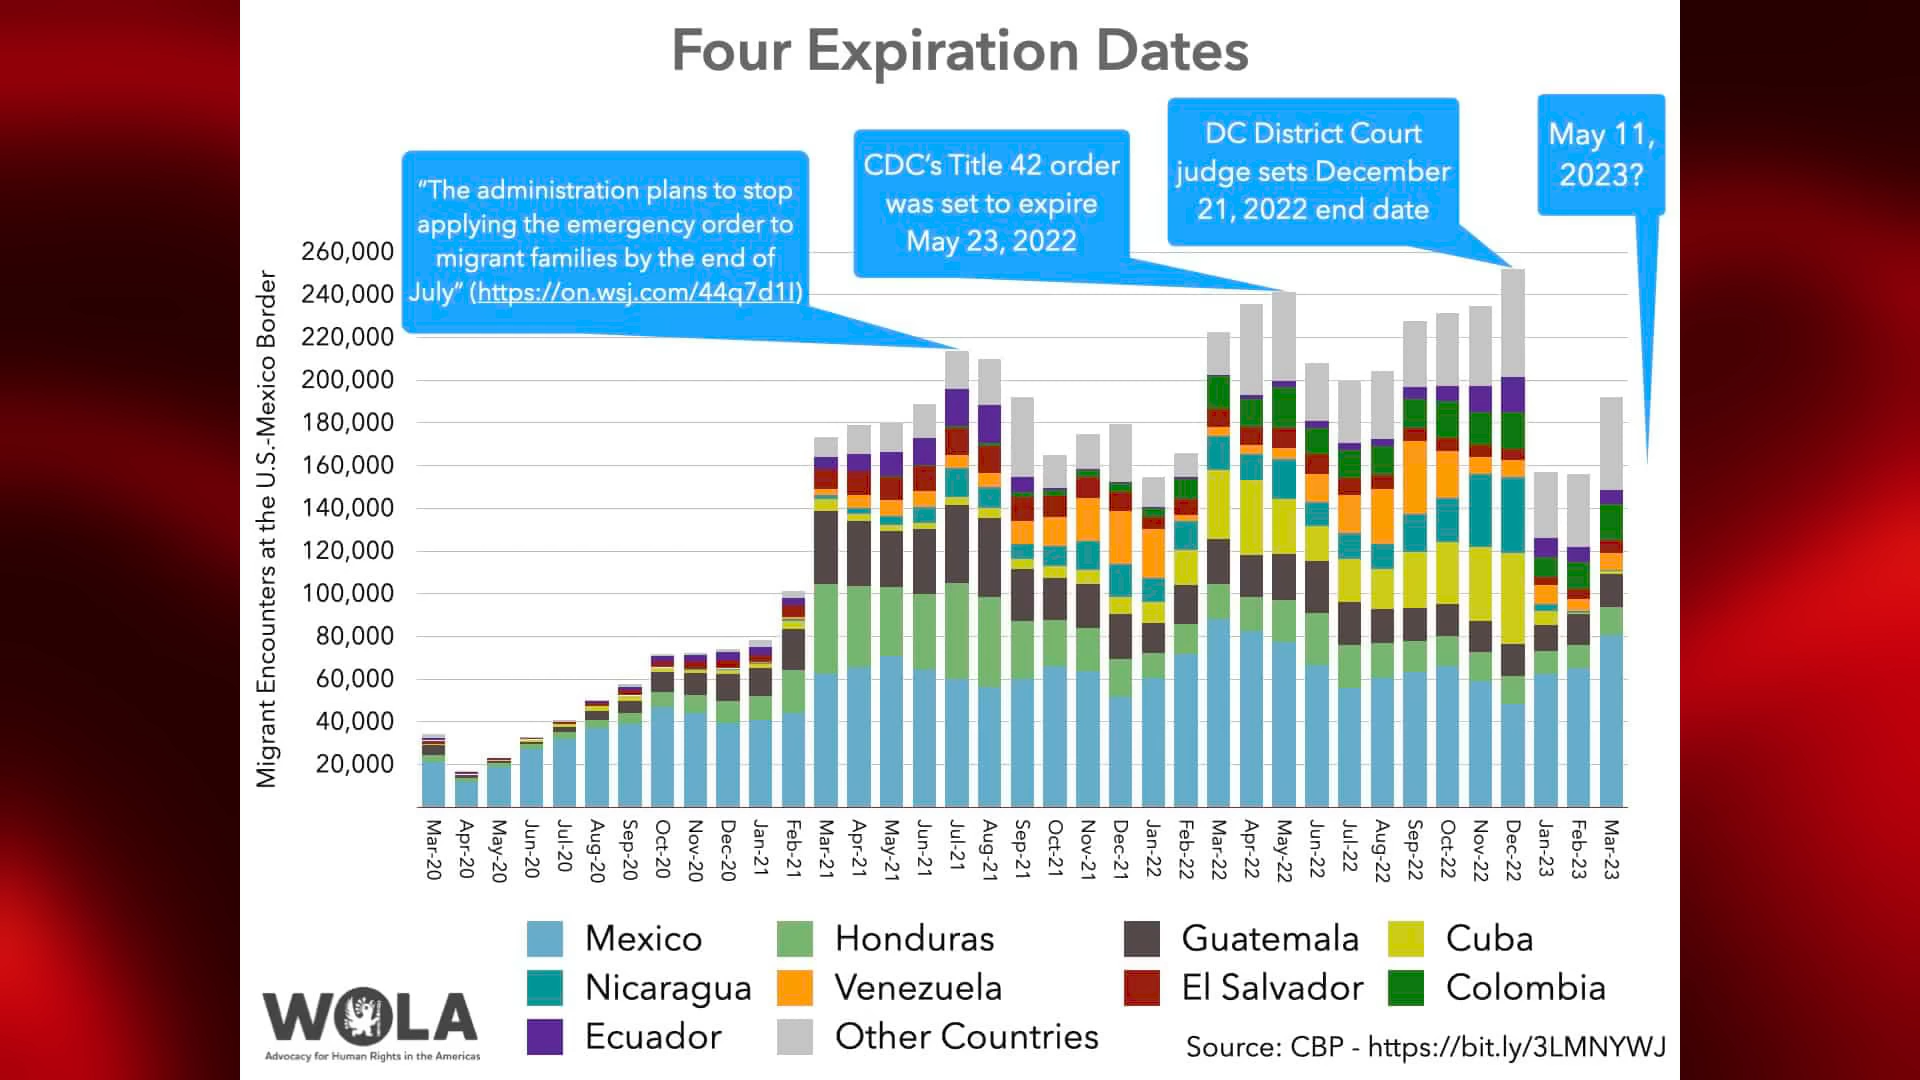 Four Expiration Dates
"The administration plans to stop
applying the emergency order to
migrant families by the end of
July" (https://on.wsj.com/44q7d1l)
CDC's Title 42 order
was set to expire
May 23, 2022
DC District Court
judge sets December
21, 2022 end date
May 11,
2023?
Migrant Encounters at the U.S.-Mexico Border
260,000
240,000
220,000
200,000
180,000
160,000
140,000
120,000
100,000
80,000
60,000
40,000
20,000
Mar-20
Apr-20
May-20
Jun-20
Jul-20
Aug-20
Sep-20
Oct-20
Nov-20
Dec-20
Jan-21
Feb-21
Mar-21
Apr-21
May-21
Jun-21
Jul-21
Aug-21
Sep-21
Oct-21
Nov-21
Dec-21
Jan-22
Feb-22
Mar-22
Apr-22
May-22
Jun-22
Jul-22
Aug-22
Sep-22
Oct-22
Nov-22
Dec-22
Jan-23
Feb-23
Mar-23
Mexico
Honduras
Guatemala
Cuba
Nicaragua
Venezuela
El Salvador
Colombia
Ecuador
Other Countries
WOLA
Advocacy for Human Rights in the Americas
Source: CBP - https://bit.ly/3LMNYWJ